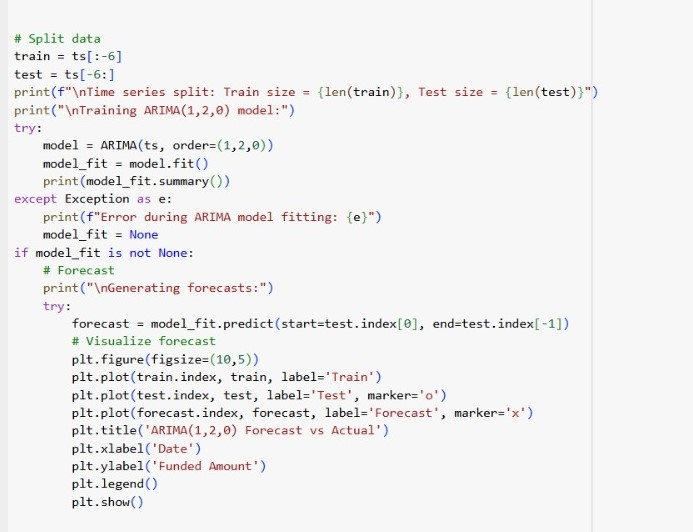 # Split data
train = ts[:-6]
test = ts[-6:]
print(f"\nTime series split: Train size = {len(train)}, Test size = {len(test)}")
print("\nTraining ARIMA(1,2,0) model:")
try:
    model = ARIMA(ts, order=(1,2,0))
    model_fit = model.fit()
    print(model_fit.summary())
except Exception as e:
    print(f"Error during ARIMA model fitting: {e}")
    model_fit = None
if model_fit is not None:
    # Forecast
    print("\nGenerating forecasts:")
    try:
        forecast = model_fit.predict(start=test.index[0], end=test.index[-1])
        # Visualize forecast
        plt.figure(figsize=(10,5))
        plt.plot(train.index, train, label='Train')
        plt.plot(test.index, test, label='Test', marker='o')
        plt.plot(forecast.index, forecast, label='Forecast', marker='x')
        plt.title('ARIMA(1,2,0) Forecast vs Actual')
        plt.xlabel('Date')
        plt.ylabel('Funded Amount')
        plt.legend()
        plt.show()